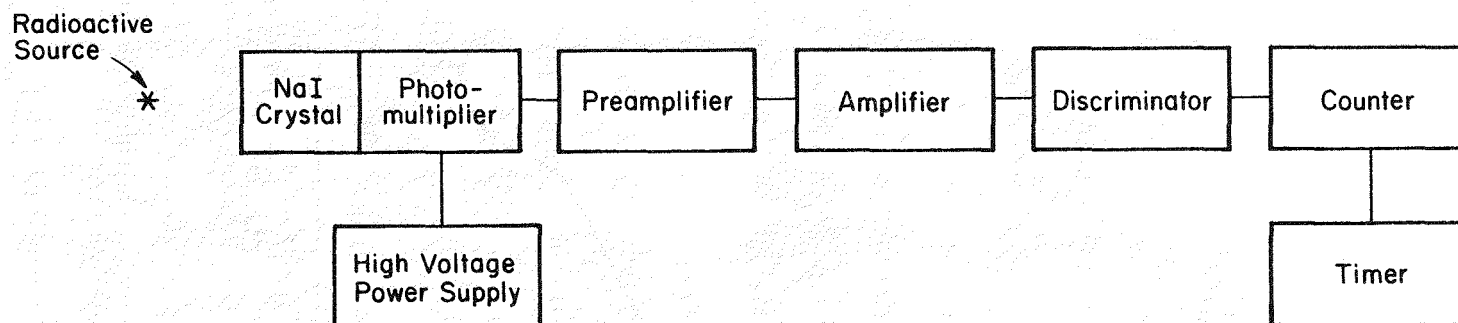 Radioactive
Source
NaI
Crystal
Photo-
multiplier
Preamplifier
Amplifier
Discriminator
Counter
High Voltage
Power Supply
Timer